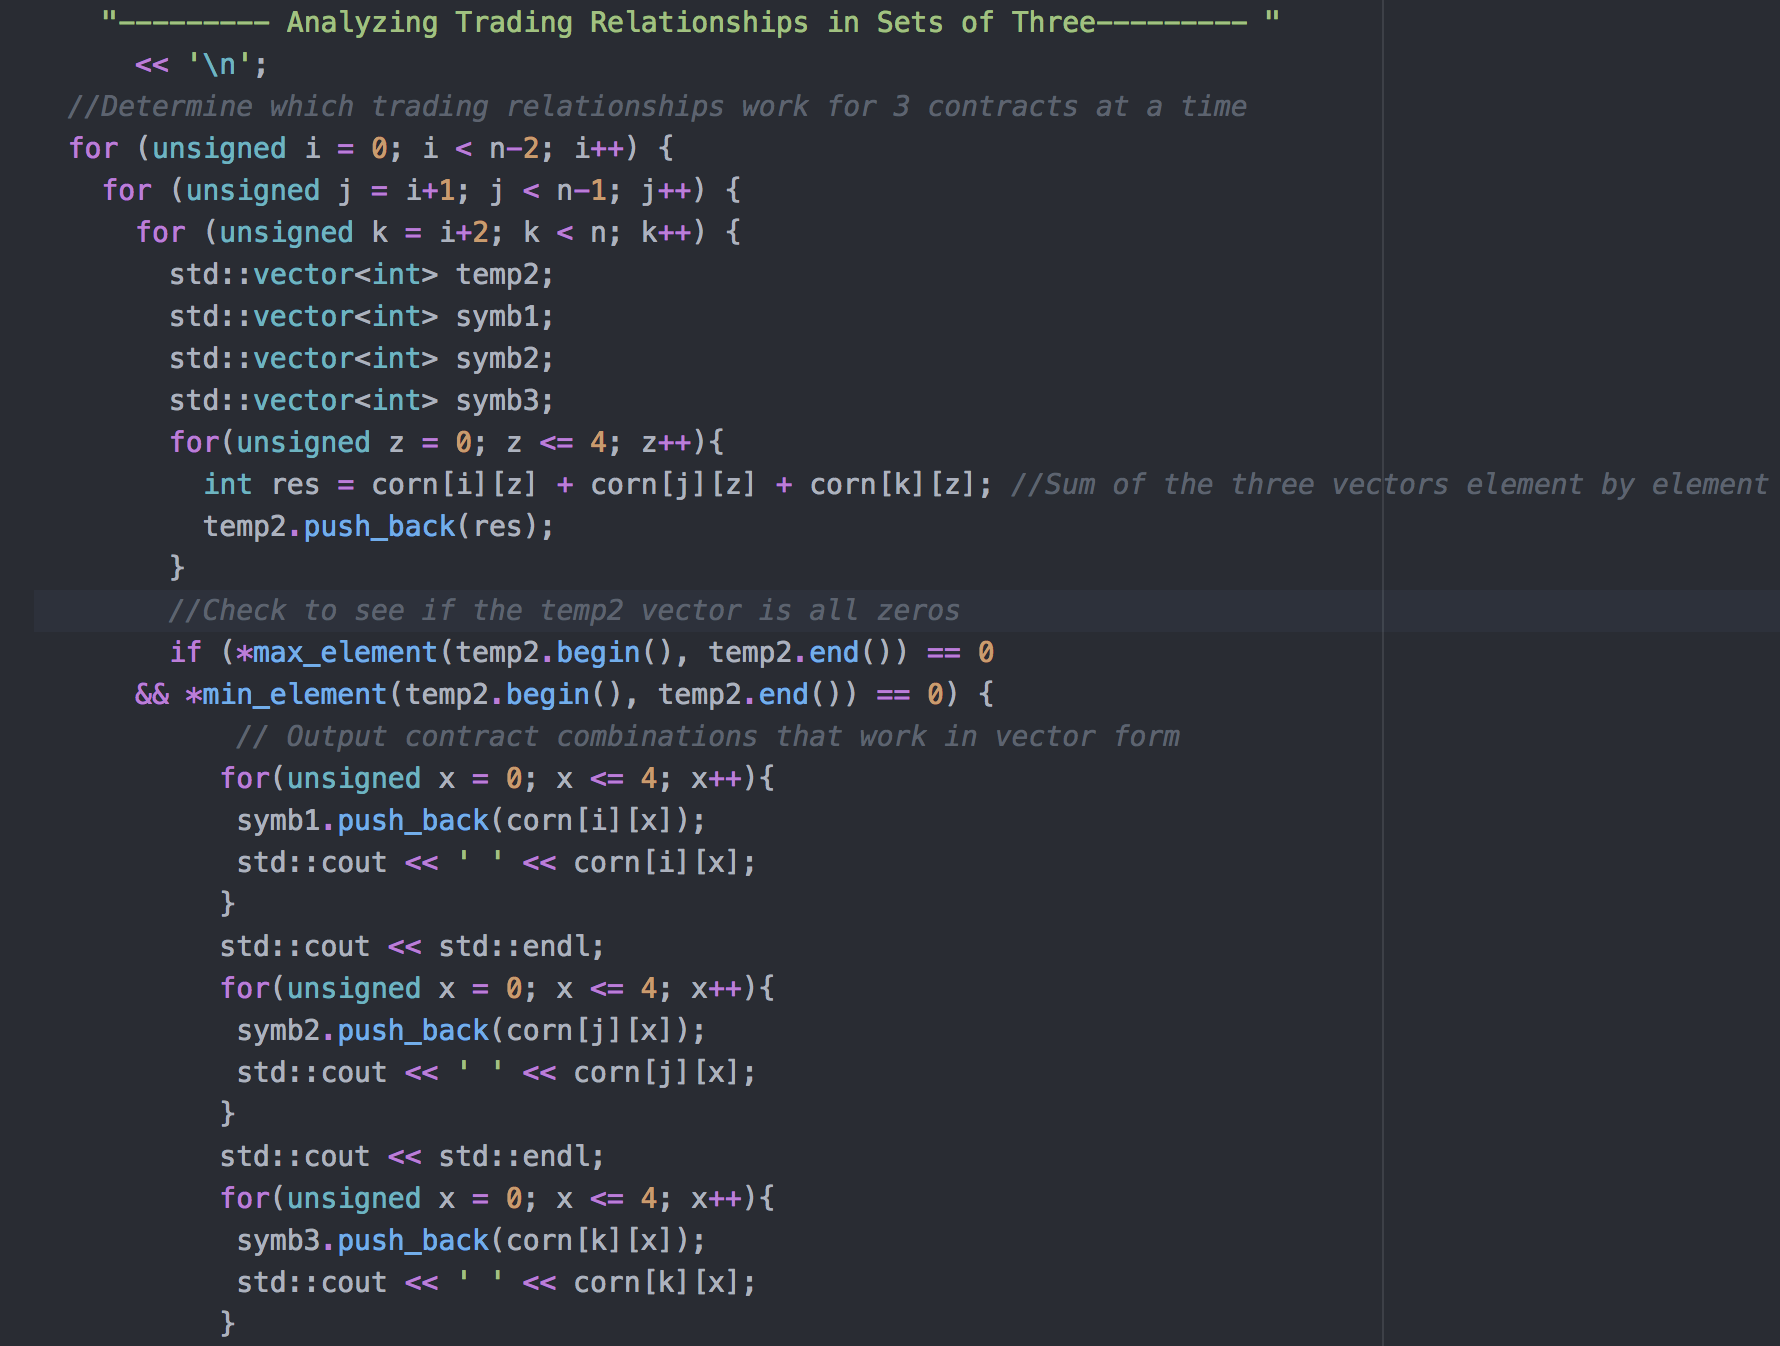 "--------- Analyzing Trading Relationships in Sets of Three--------- "
<< '\n';
//Determine which trading relationships work for 3 contracts at a time
for (unsigned i = 0; i < n-2; i++) {
for (unsigned j = i+1; j < n-1; j++) {
for (unsigned k = i+2; k < n; k++) {
std::vector<int> temp2;
std::vector<int> symb1;
std::vector<int> symb2;
std::vector<int> symb3;
for(unsigned z = 0; z <= 4; z++){
int res = corn[i][z] + corn[j][z] + corn[k][z]; //Sum of the three vectors element by element
temp2.push_back(res);
}
//Check to see if the temp2 vector is all zeros
if (*max_element(temp2.begin(), temp2.end()) == 0
&& *min_element(temp2.begin(), temp2.end()) == 0) {
// Output contract combinations that work in vector form
for(unsigned x = 0; x <= 4; x++){
symb1.push_back(corn[i][x]);
std::cout << ' ' << corn[i][x];
}
std::cout << std::endl;
for(unsigned x = 0; x <= 4; x++){
symb2.push_back(corn[j][x]);
std::cout << ' ' << corn[j][x];
}
std::cout << std::endl;
for(unsigned x = 0; x <= 4; x++){
symb3.push_back(corn[k][x]);
std::cout << ' ' << corn[k][x];
}